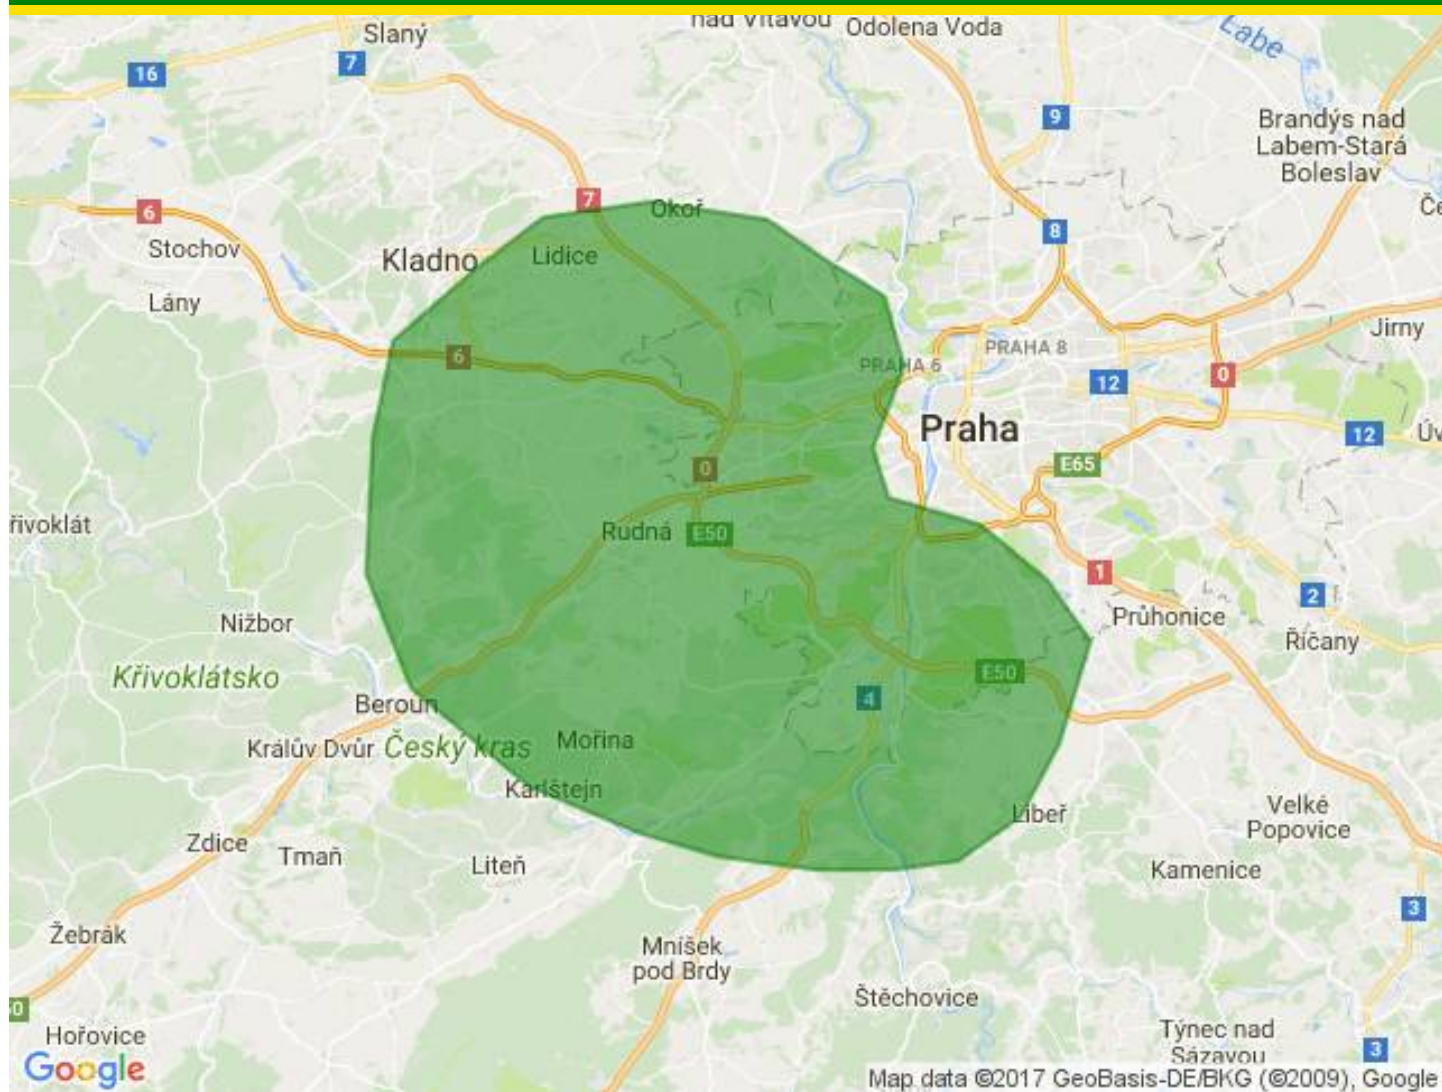 nad Vltavou
Odolena Voda
Labe
Slaný
7
16
9
Brandýs nad
Labem-Stará
Boleslav
7
Okoř
6
Stochov
8
Kladno
Lidice
Lány
Jirny
PRAHA 8
6
PRAHA 6
0
12
Praha
12
0
E65
Rudná
E50
1
2
Nižbor
Průhonice
Říčany
Křivoklátsko
E50
Beroun
4
Králův Dvůr
Český kras
Mořina
Karlštejn
Libeř
Velké
Popovice
Zdice
Tmaň
Liteň
Kamenice
3
Žebrák
Mníšek
pod Brdy
Štěchovice
Hořovice
Týnec nad
Sázavou
3
Google
Map data ©2017 GeoBasis-DE/BKG (©2009), Google